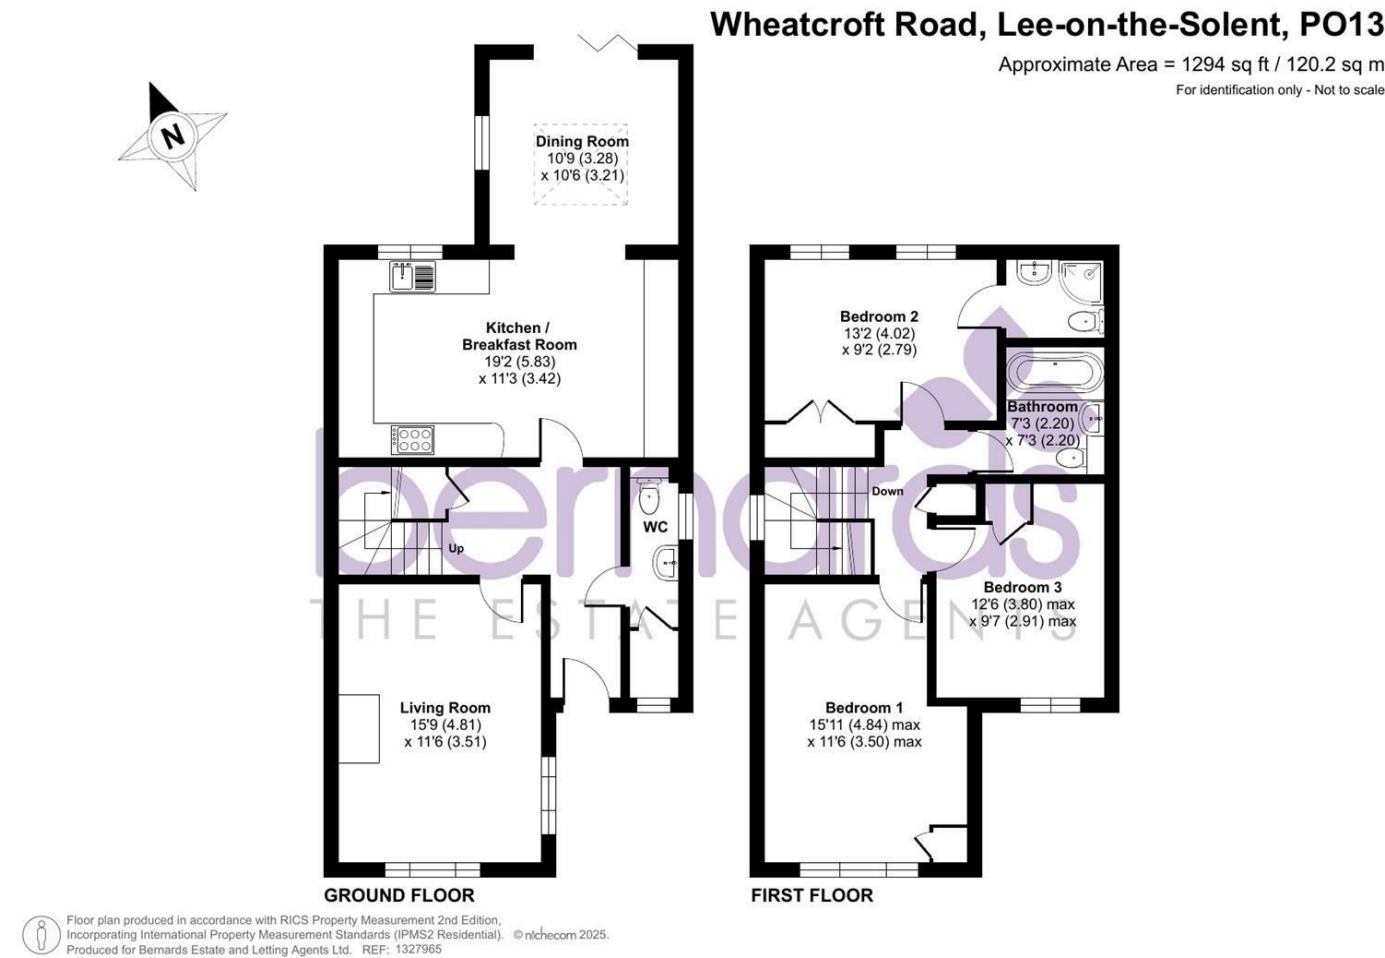 Wheatcroft Road, Lee-on-the-Solent, PO13
Approximate Area = 1294 sq ft / 120.2 sq m
For identification only - Not to scale
N
Dining Room
10'9 (3.28)
x 10'6 (3.21)
Kitchen /
Breakfast Room
19'2 (5.83)
x 11'3 (3.42)
Up
WC
Living Room
15'9 (4.81)
x 11'6 (3.51)
GROUND FLOOR
Bedroom 2
13'2 (4.02)
x 9'2 (2.79)
Bathroom
7'3 (2.20)
x 7'3 (2.20)
Down
Bedroom 3
12'6 (3.80) max
x 9'7 (2.91) max
Bedroom 1
15'11 (4.84) max
x 11'6 (3.50) max
FIRST FLOOR
bernards
THE ESTATE AGENTS
Floor plan produced in accordance with RICS Property Measurement 2nd Edition,
Incorporating International Property Measurement Standards (IPMS2 Residential). © nichecom 2025.
Produced for Bernards Estate and Letting Agents Ltd. REF: 1327965